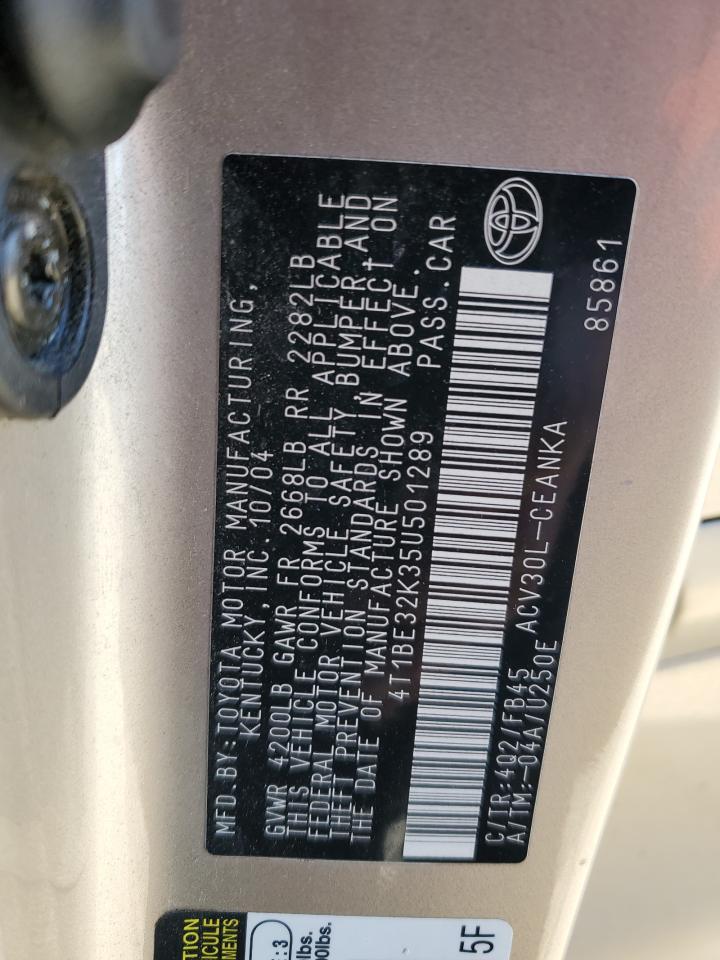 MFD.BY:TOYOTA MOTOR MANUFACTURING,
KENTUCKY, INC.10/04
GVWR 4200LB GAWR FR 2668LB RR 2282LB
THIS VEHICLE CONFORMS TO ALL APPLICABLE
FEDERAL MOTOR VEHICLE SAFETY, BUMPER, AND
THEFT PREVENTION STANDARDS IN EFFECT ON
THE DATE OF MANUFACTURE SHOWN ABOVE.
4T1BE32K35U501289 PASS.CAR
C/TR:4Q2/FB45 ACV30L-CEANKA
A/TM:-04A/U250E
85861
5F